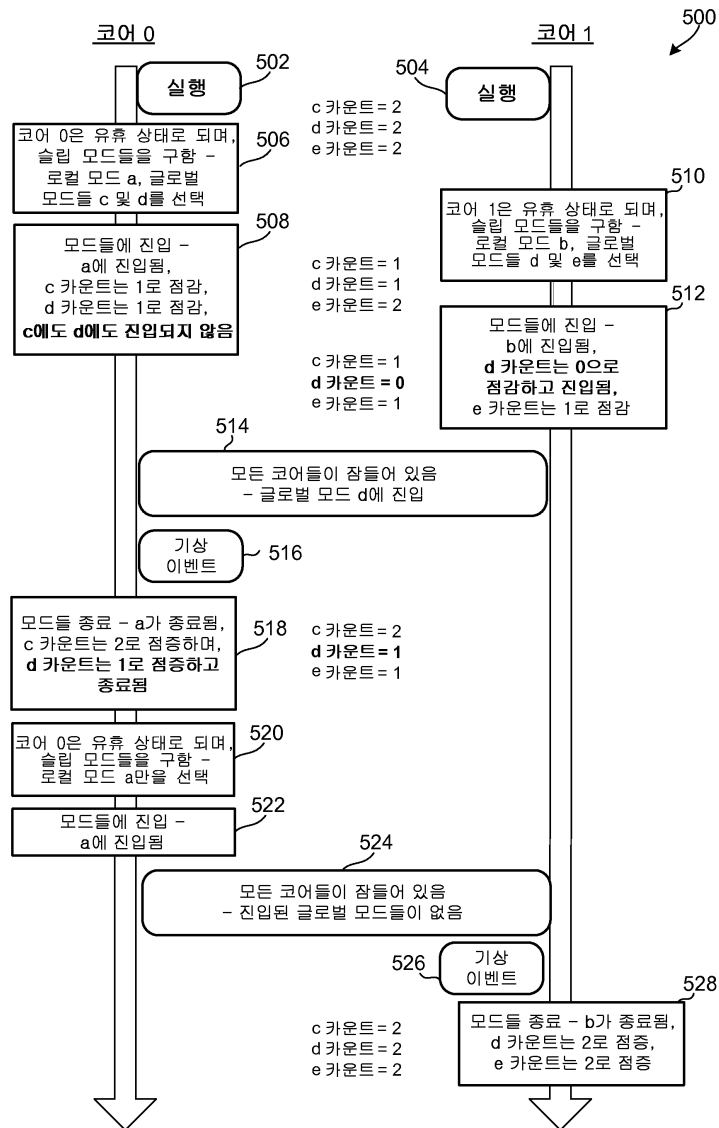 500
코어 0
코어 1
502
실행
504
실행
c 카운트 = 2
d 카운트 = 2
e 카운트 = 2
코어 0은 유휴 상태로 되며,
슬립 모드들을 구함 –
로컬 모드 a, 글로벌
모드들 c 및 d를 선택
506
510
코어 1은 유휴 상태로 되며,
슬립 모드들을 구함 –
로컬 모드 b, 글로벌
모드들 d 및 e를 선택
508
모드들에 진입 –
a에 진입됨,
c 카운트는 1로 점감,
d 카운트는 1로 점감,
c에도 d에도 진입되지 않음
c 카운트 = 1
d 카운트 = 1
e 카운트 = 2
512
모드들에 진입 –
b에 진입됨,
d 카운트는 0으로
점감하고 진입됨,
e 카운트는 1로 점감
c 카운트 = 1
d 카운트 = 0
e 카운트 = 1
514
모든 코어들이 잠들어 있음
– 글로벌 모드 d에 진입
기상
이벤트
516
모드들 종료 – a가 종료됨,
c 카운트는 2로 점증하며,
d 카운트는 1로 점증하고
종료됨
518
c 카운트 = 2
d 카운트 = 1
e 카운트 = 1
코어 0은 유휴 상태로 되며,
슬립 모드들을 구함 –
로컬 모드 a만을 선택
520
모드들에 진입 –
a에 진입됨
522
524
모든 코어들이 잠들어 있음
– 진입된 글로벌 모드들이 없음
526
기상
이벤트
528
c 카운트 = 2
d 카운트 = 2
e 카운트 = 2
모드들 종료 – b가 종료됨,
d 카운트는 2로 점증,
e 카운트는 2로 점증